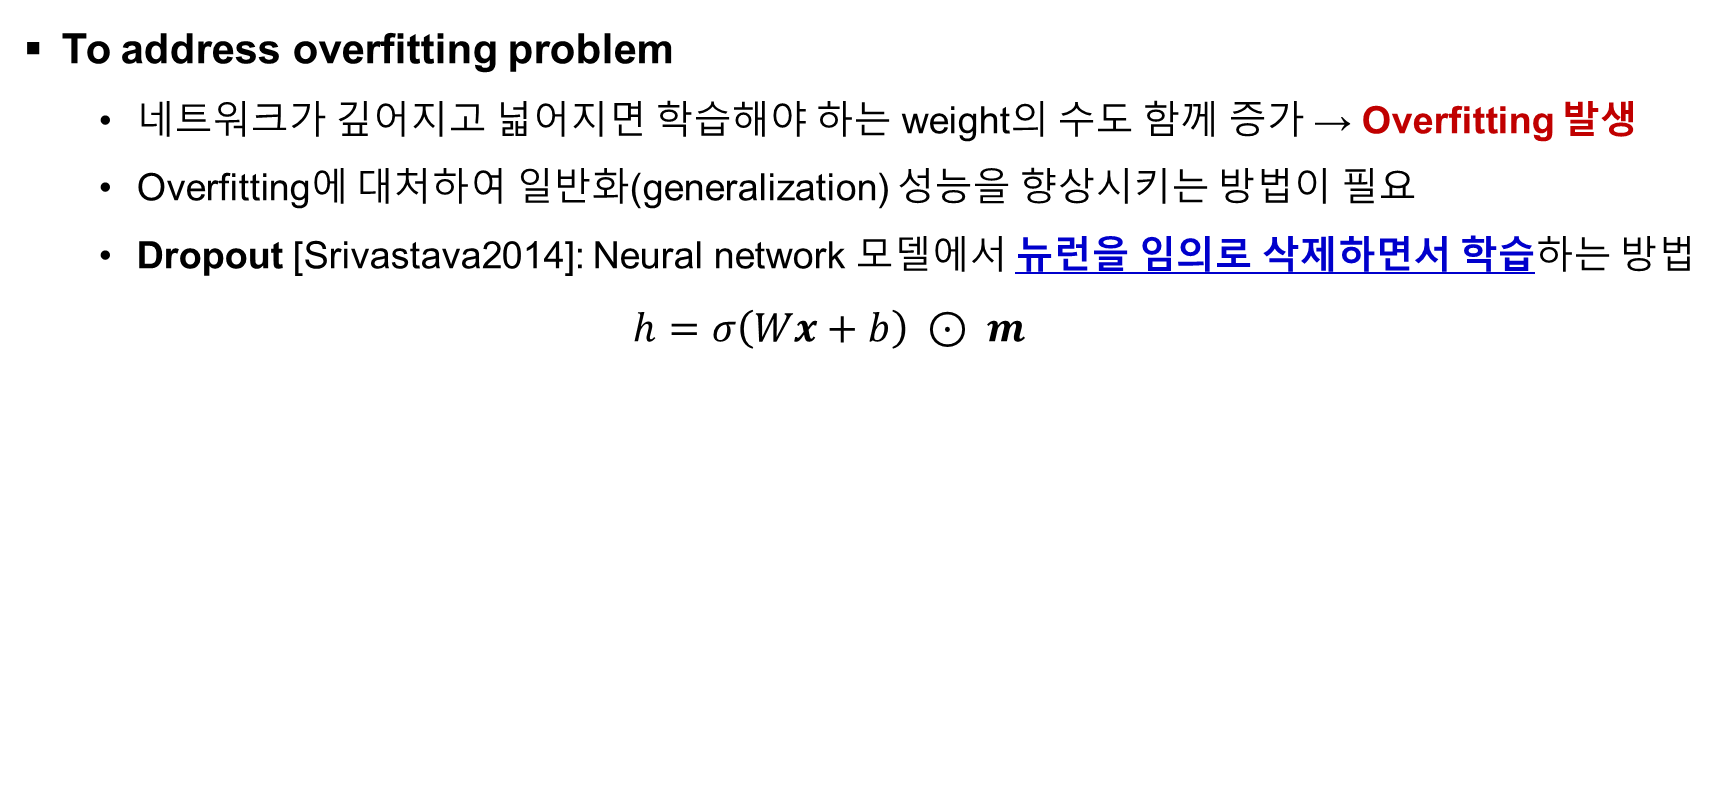 ▪ To address overfitting problem
• 네트워크가 깊어지고 넓어지면 학습해야 하는 weight의 수도 함께 증가 → Overfitting 발생
• Overfitting에 대처하여 일반화(generalization) 성능을 향상시키는 방법이 필요
• Dropout [Srivastava2014]: Neural network 모델에서 뉴런을 임의로 삭제하면서 학습하는 방법
h = σ(Wx + b) ⊙ m